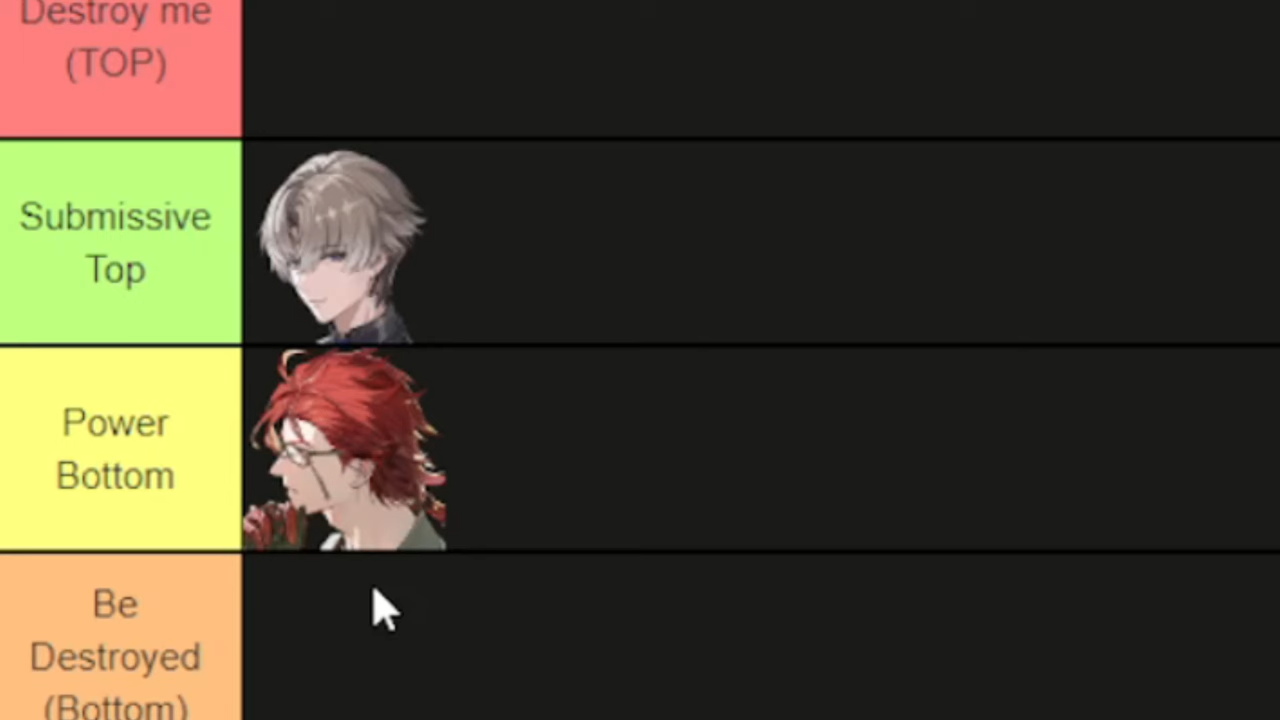 Destroy me
(TOP)
Submissive
Top
Power
Bottom
Be
Destroyed
(Bottom)